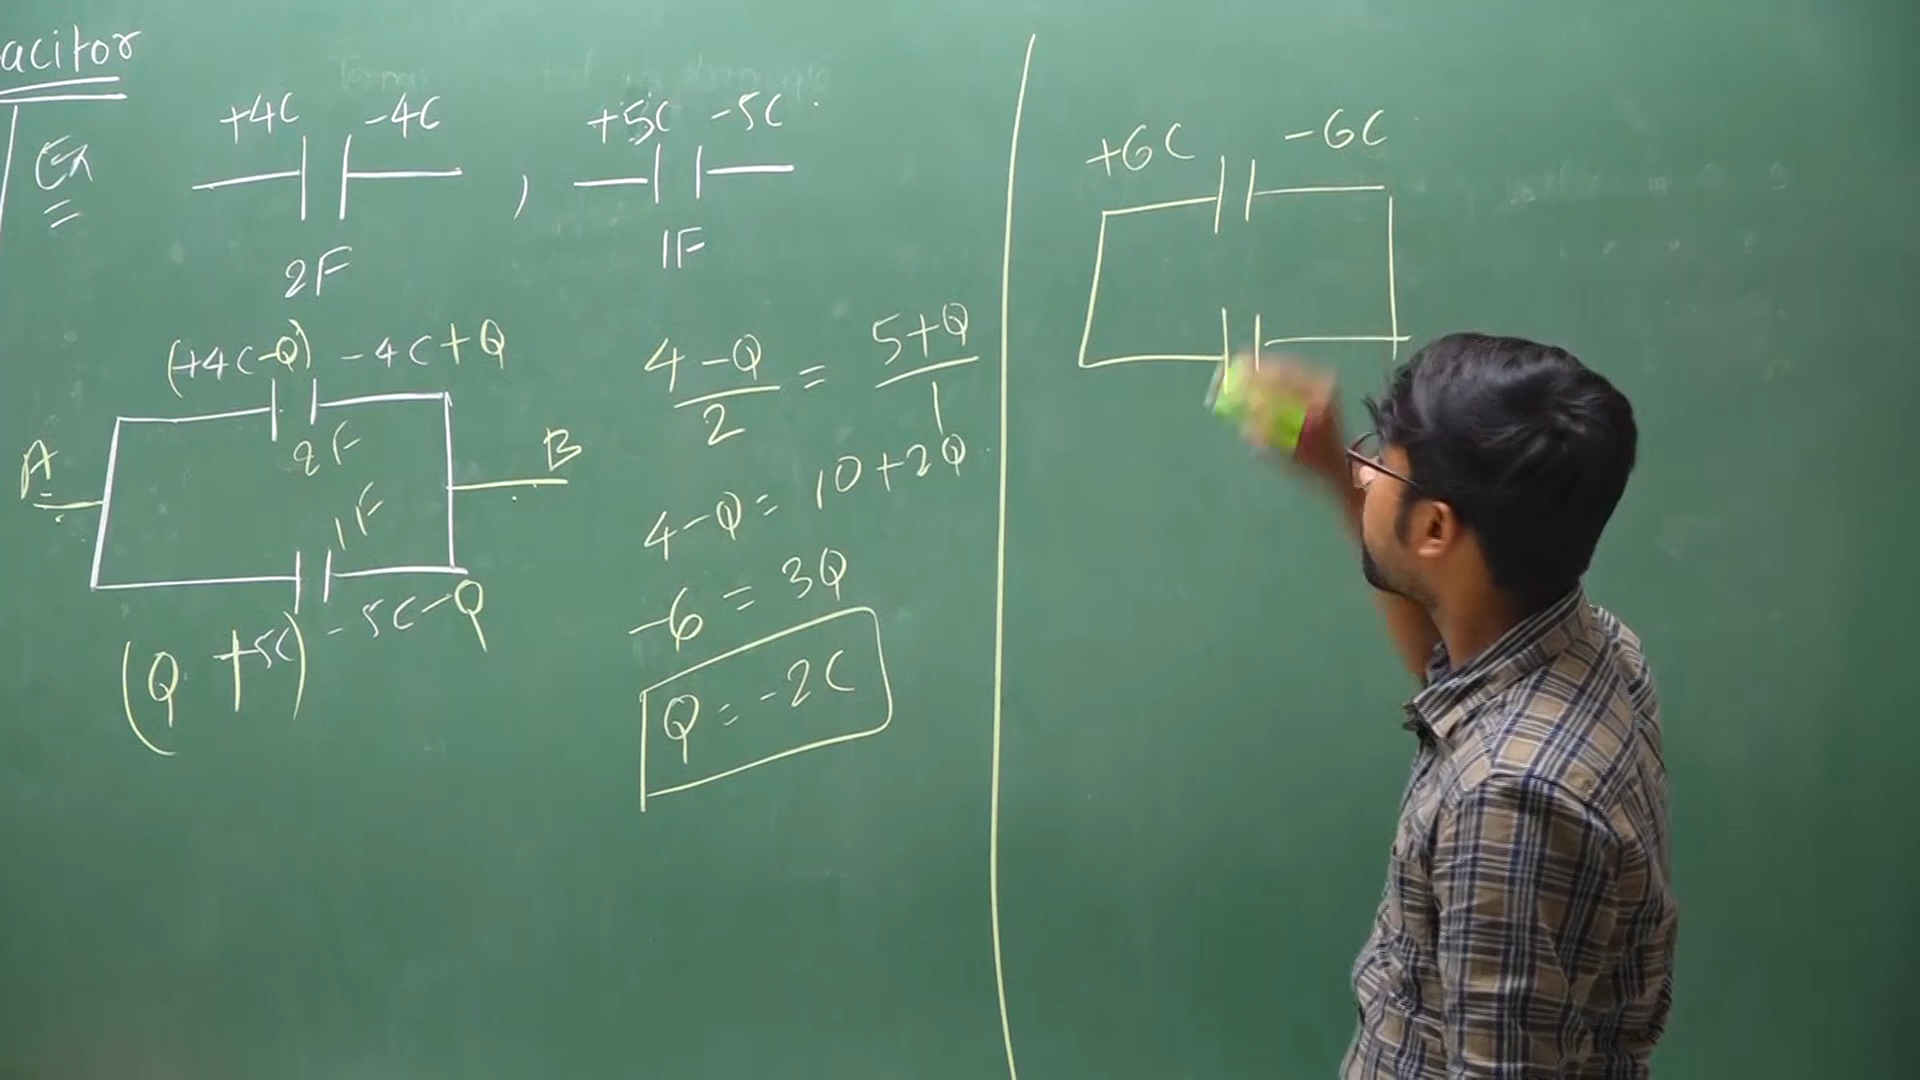 acitor
Ex
+4C -4C , +5C -5C
2F 1F
(+4C-Q) -4C+Q
2F
A B
1F
(Q +5C) -5C-Q
4-Q/2 = 5+Q/1
4-Q = 10+2Q
-6 = 3Q
Q = -2C
+6C -6C